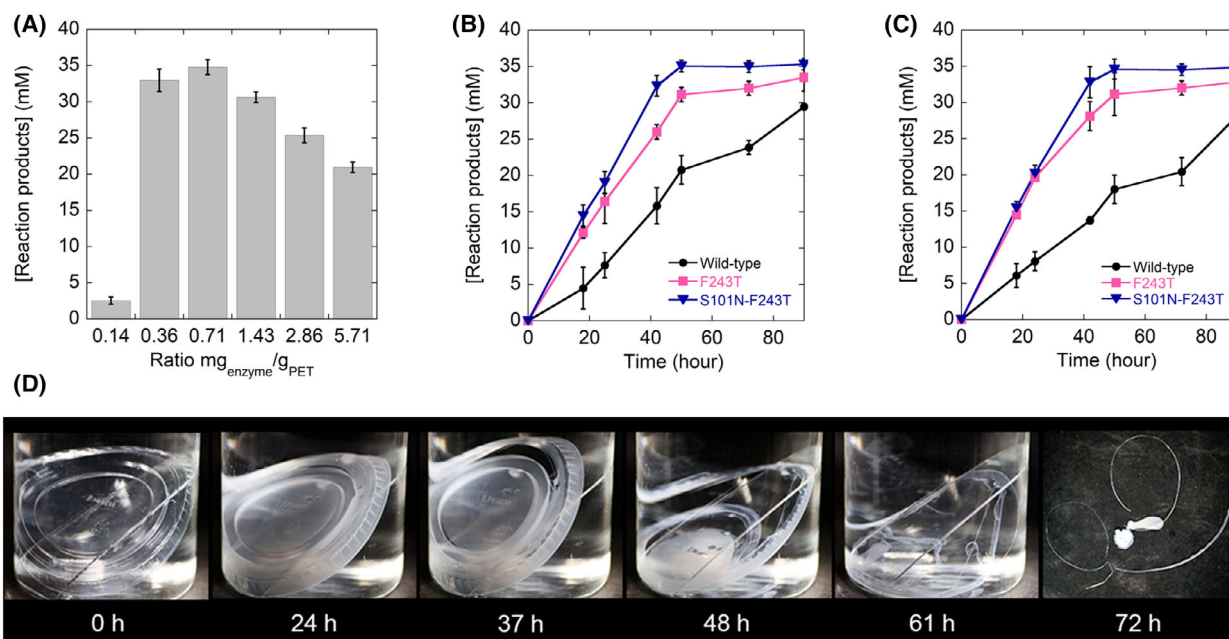 (A)
40
35
30
25
20
15
10
5
0
[Reaction products] (mM)
0.14 0.36 0.71 1.43 2.86 5.71
Ratio mg_enzyme/g_PET
(B)
40
35
30
25
20
15
10
5
0
[Reaction products] (mM)
Wild-type
F243T
S101N-F243T
0 20 40 60 80
Time (hour)
(C)
40
35
30
25
20
15
10
5
0
[Reaction products] (mM)
Wild-type
F243T
S101N-F243T
0 20 40 60 80
Time (hour)
(D)
0 h 24 h 37 h 48 h 61 h 72 h